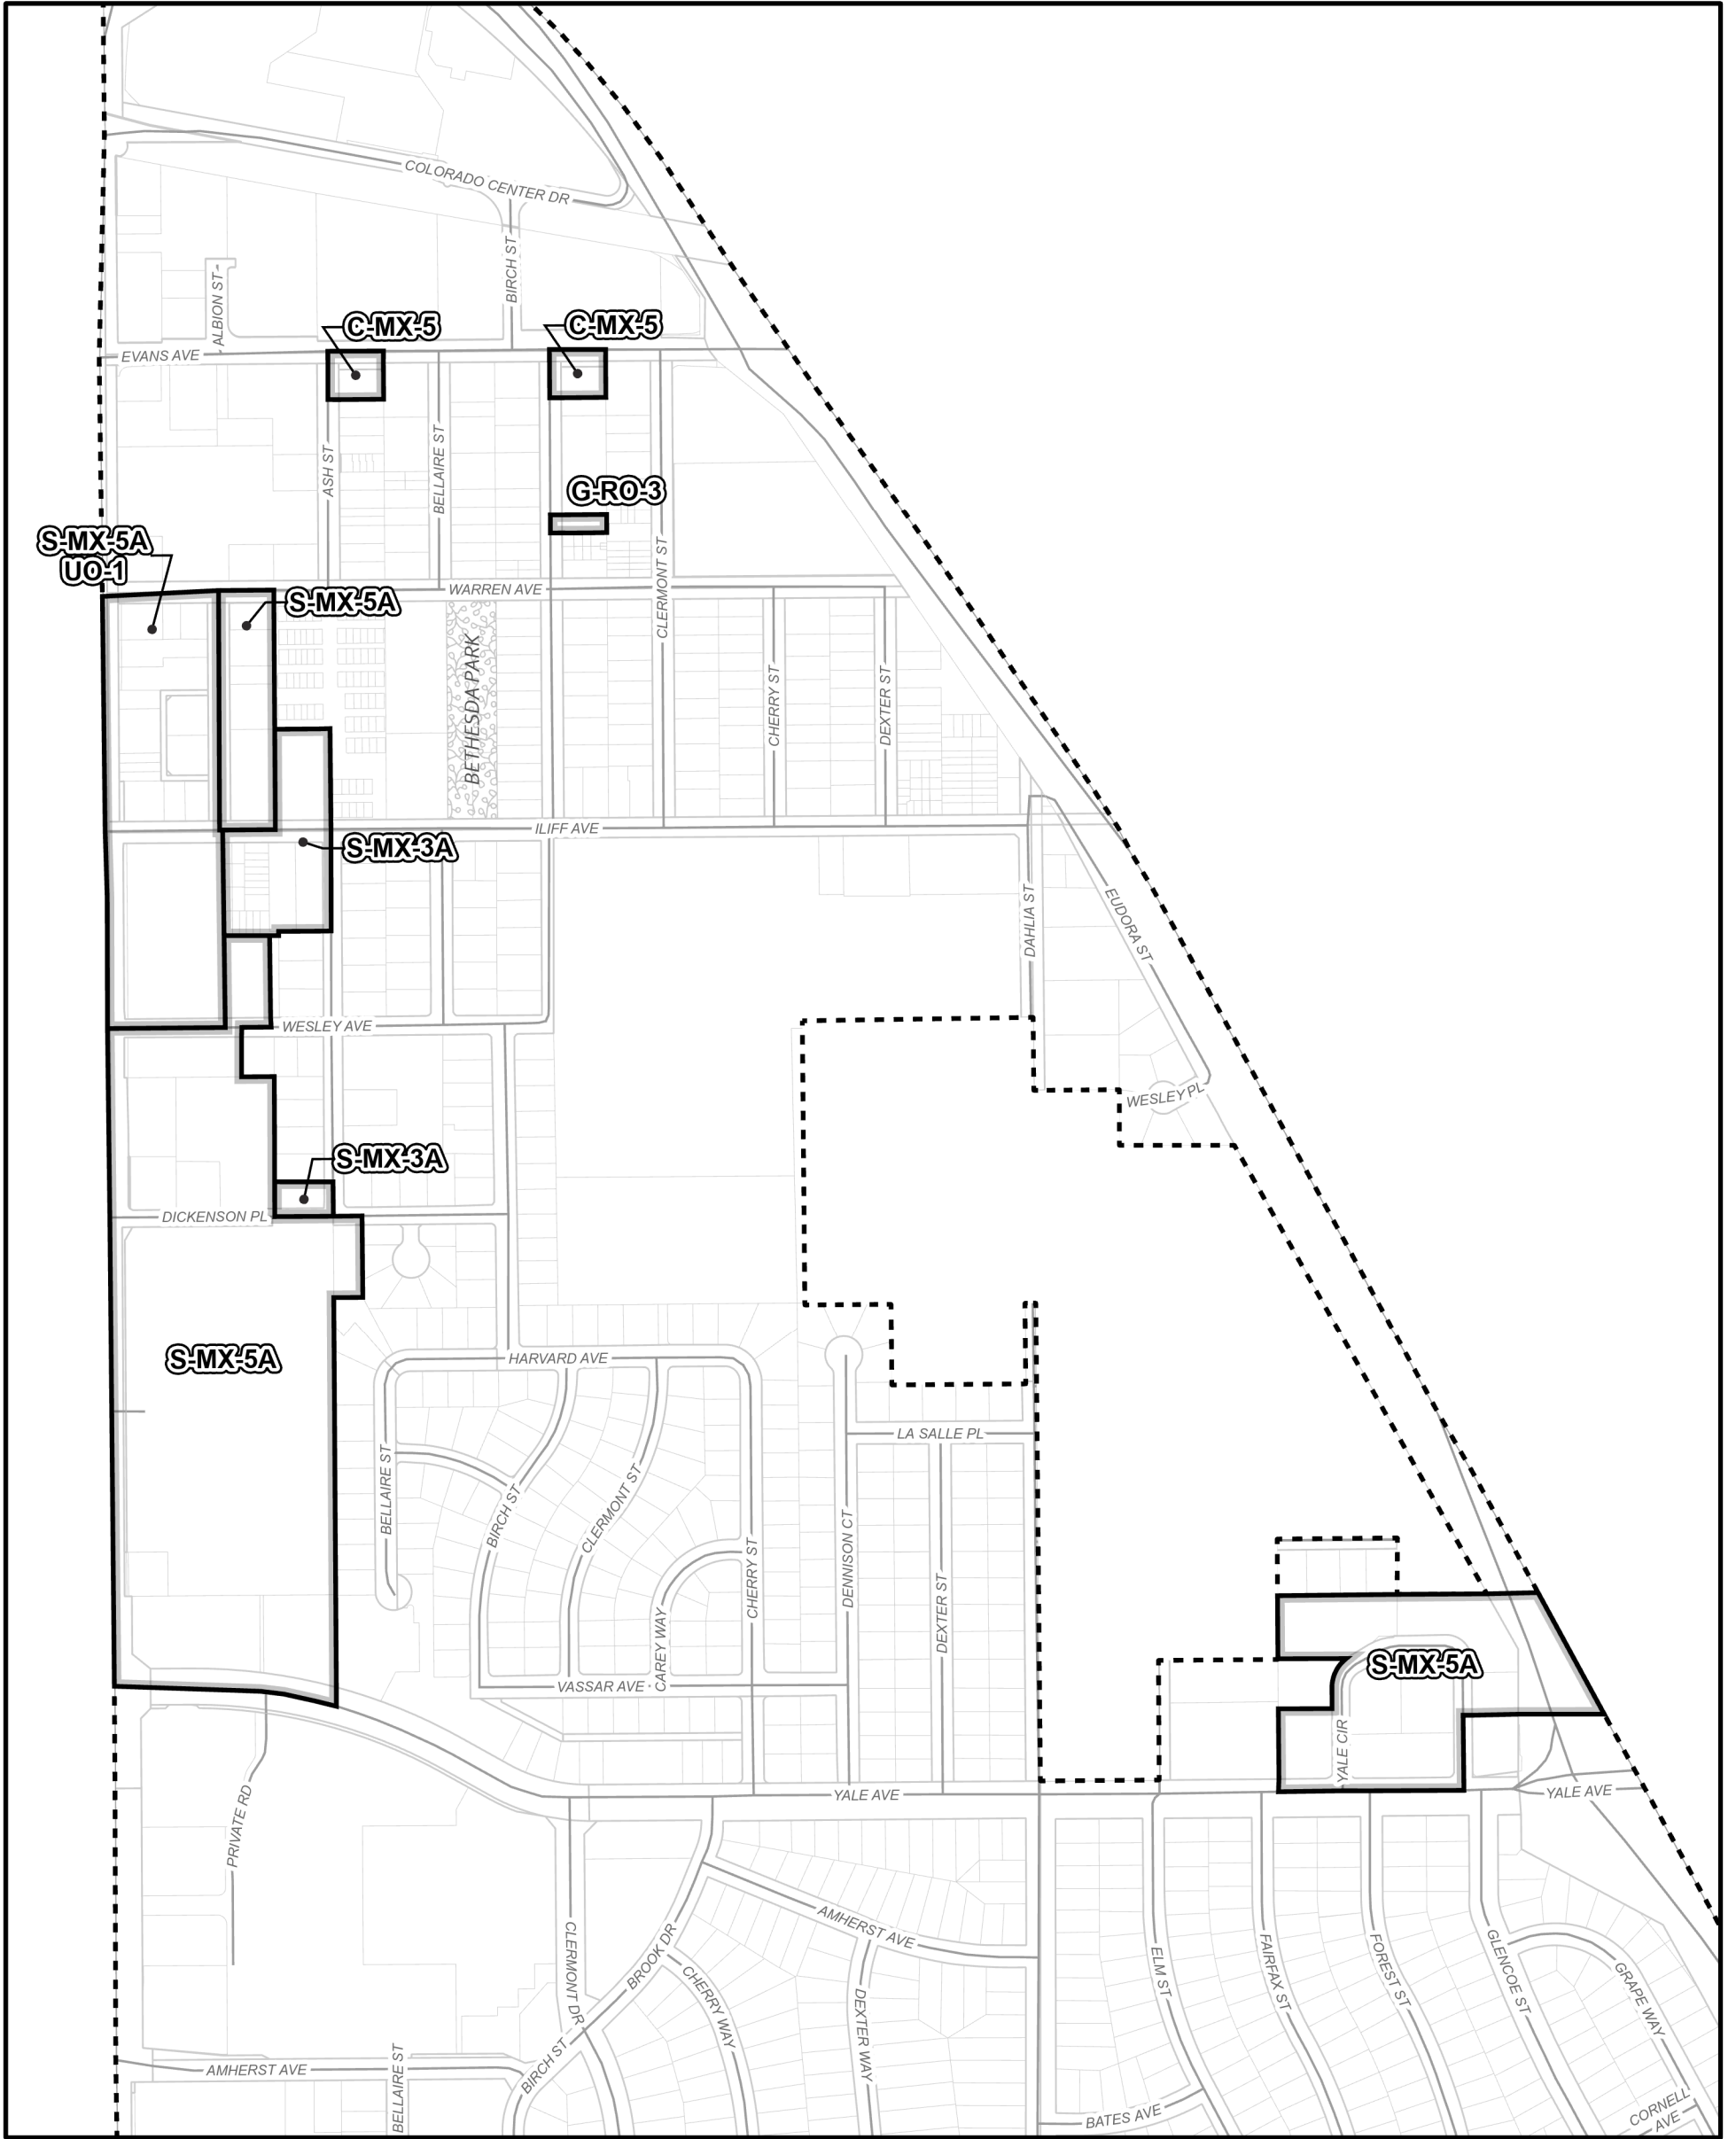 COLORADO CENTER DR
BIRCH ST
ALBION ST
C-MX-5
C-MX-5
EVANS AVE
ASH ST
BELLAIRE ST
G-RO-3
CLERMONT ST
S-MX-5A
UO-1
WARREN AVE
S-MX-5A
BETHESDA PARK
CHERRY ST
DEXTER ST
ILIFF AVE
S-MX-3A
DAHLIA ST
EUDORA ST
WESLEY AVE
WESLEY PL
S-MX-3A
DICKENSON PL
S-MX-5A
HARVARD AVE
LA SALLE PL
BELLAIRE ST
BIRCH ST
CLERMONT ST
CHERRY ST
DENNISON CT
DEXTER ST
CAREY WAY
VASSAR AVE
S-MX-5A
YALE CIR
YALE AVE
YALE AVE
PRIVATE RD
CLERMONT DR
BROOK DR
AMHERST AVE
CHERRY WAY
DEXTER WAY
ELM ST
FAIRFAX ST
FOREST ST
GLENCOE ST
GRAPE WAY
AMHERST AVE
BELLAIRE ST
BIRCH ST
BATES AVE
CORNELL
AVE